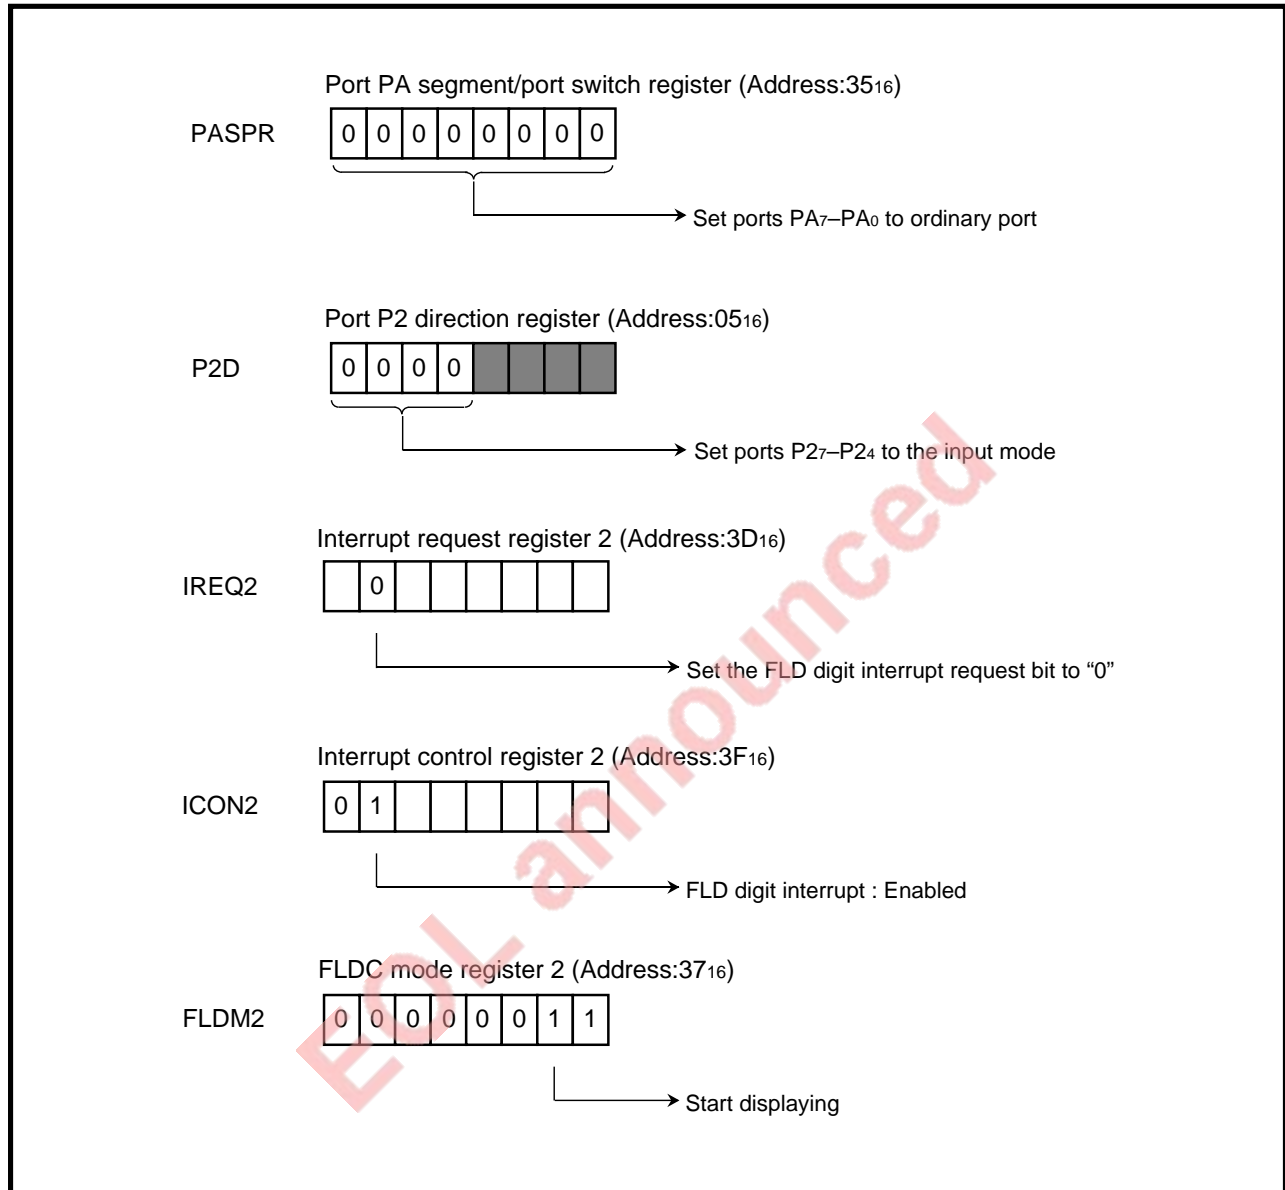 Port PA segment/port switch register (Address:3516)
PASPR 0 0 0 0 0 0 0 0
Set ports PA7–PA0 to ordinary port
Port P2 direction register (Address:0516)
P2D 0 0 0 0
Set ports P27–P24 to the input mode
Interrupt request register 2 (Address:3D16)
IREQ2 0
Set the FLD digit interrupt request bit to “0”
Interrupt control register 2 (Address:3F16)
ICON2 0 1
FLD digit interrupt : Enabled
FLDC mode register 2 (Address:3716)
FLDM2 0 0 0 0 0 0 1 1
Start displaying
EOL announced